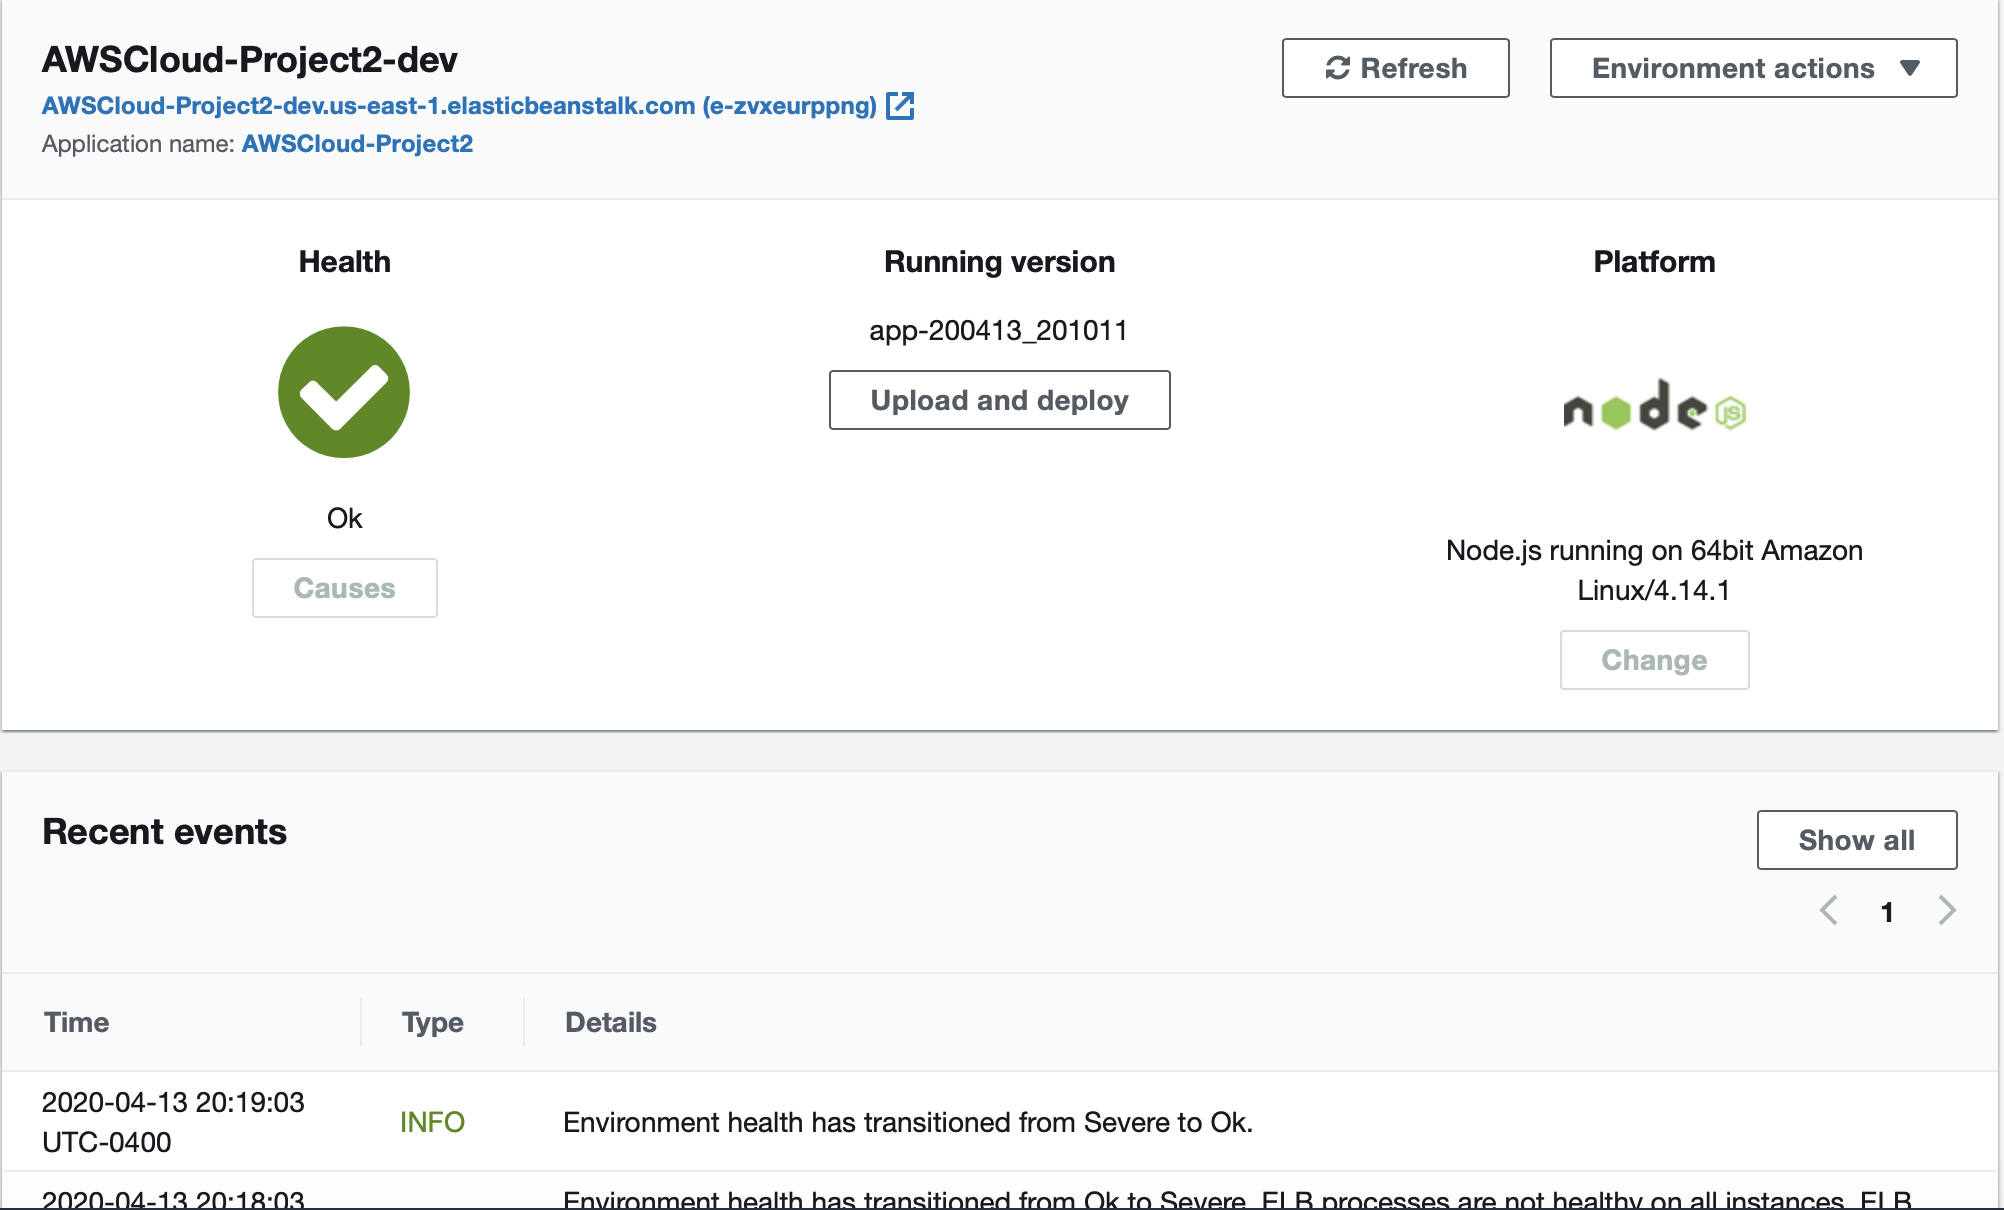 AWSCloud-Project2-dev
Refresh
Environment actions
AWSCloud-Project2-dev.us-east-1.elasticbeanstalk.com (e-zvxeurppng)
Application name: AWSCloud-Project2
Health
Running version
Platform
app-200413_201011
Upload and deploy
node JS
Ok
Causes
Node.js running on 64bit Amazon
Linux/4.14.1
Change
Recent events
Show all
1
Time
Type
Details
2020-04-13 20:19:03
UTC-0400
INFO
Environment health has transitioned from Severe to Ok.
2020-04-13 20:18:03
Environment health has transitioned from Ok to Severe. ELB processes are not healthy on all instances. ELB